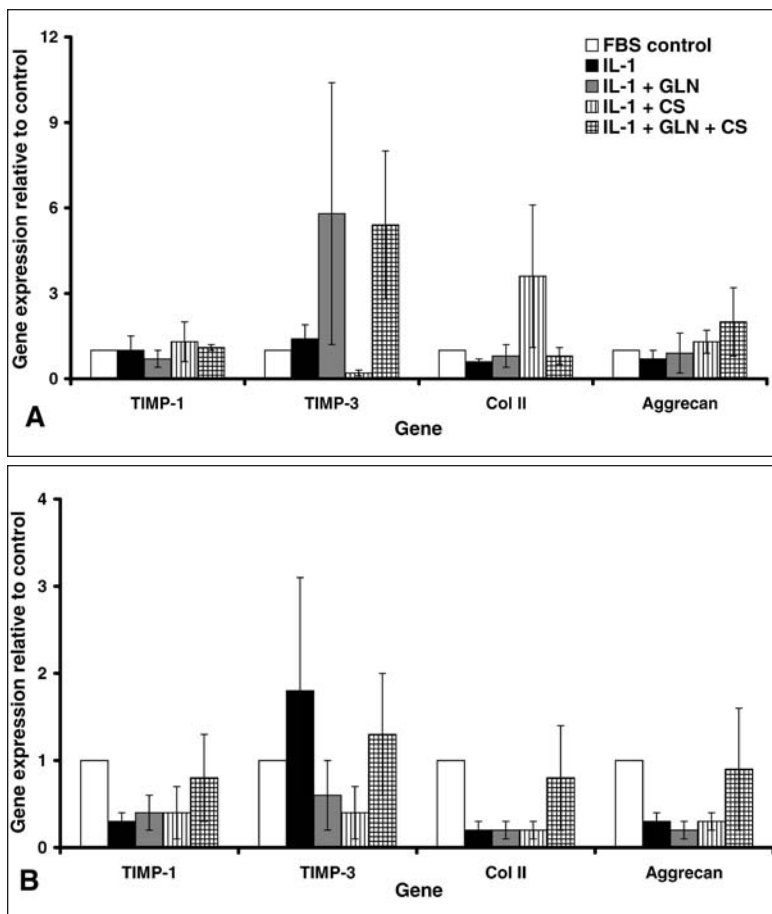 12
9
6
3
0
Gene expression relative to control
FBS control
IL-1
IL-1 + GLN
IL-1 + CS
IL-1 + GLN + CS
TIMP-1 TIMP-3 Col II Aggrecan
Gene
A
4
3
2
1
0
Gene expression relative to control
TIMP-1 TIMP-3 Col II Aggrecan
Gene
B